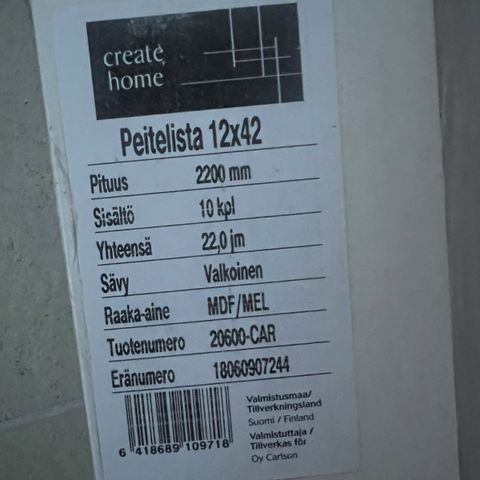 create
home
Peitelista 12x42
Pituus 2200 mm
Sisältö 10 kpl
Yhteensä 22,0 jm
Sävy Valkoinen
Raaka-aine MDF/MEL
Tuotenumero 20600-CAR
Eränumero 18060907244
Valmistusmaa/
Tillverkningsland
Suomi / Finland
Valmistuttaja /
Tillverkas för
Oy Carlson
6 418689 109718